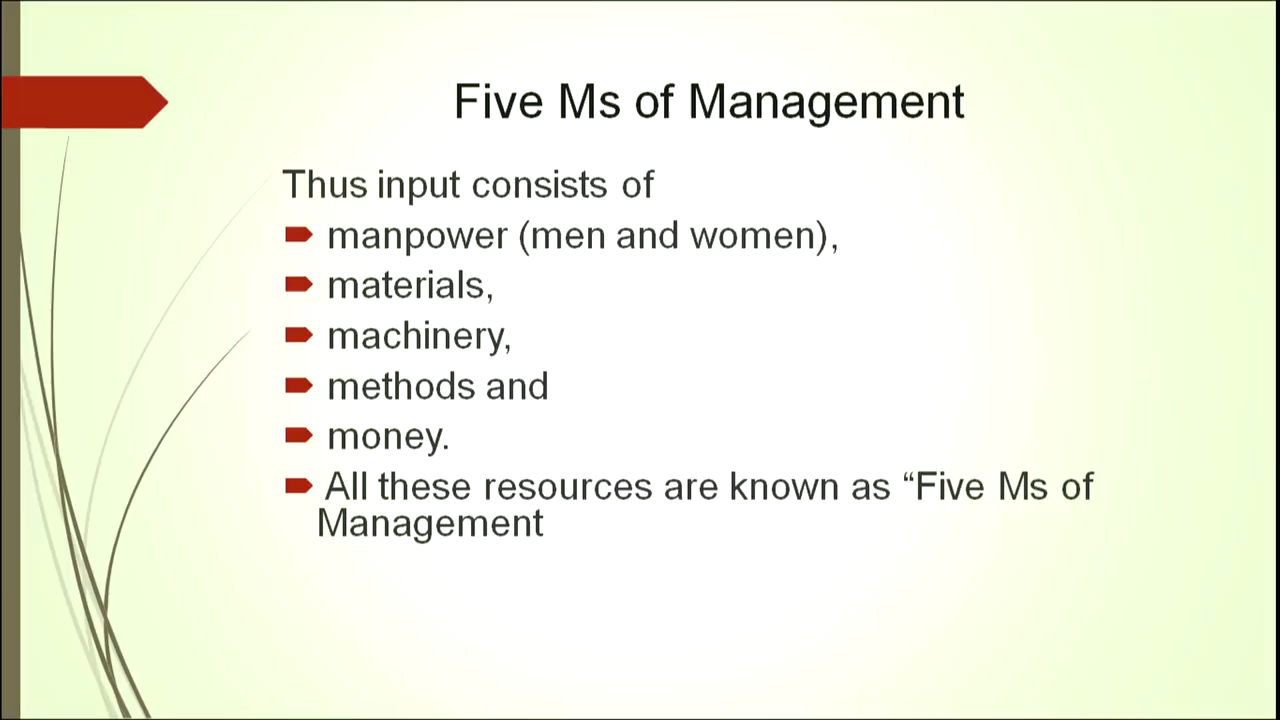 Five Ms of Management
Thus input consists of
manpower (men and women),
materials,
machinery,
methods and
money.
All these resources are known as “Five Ms of
Management